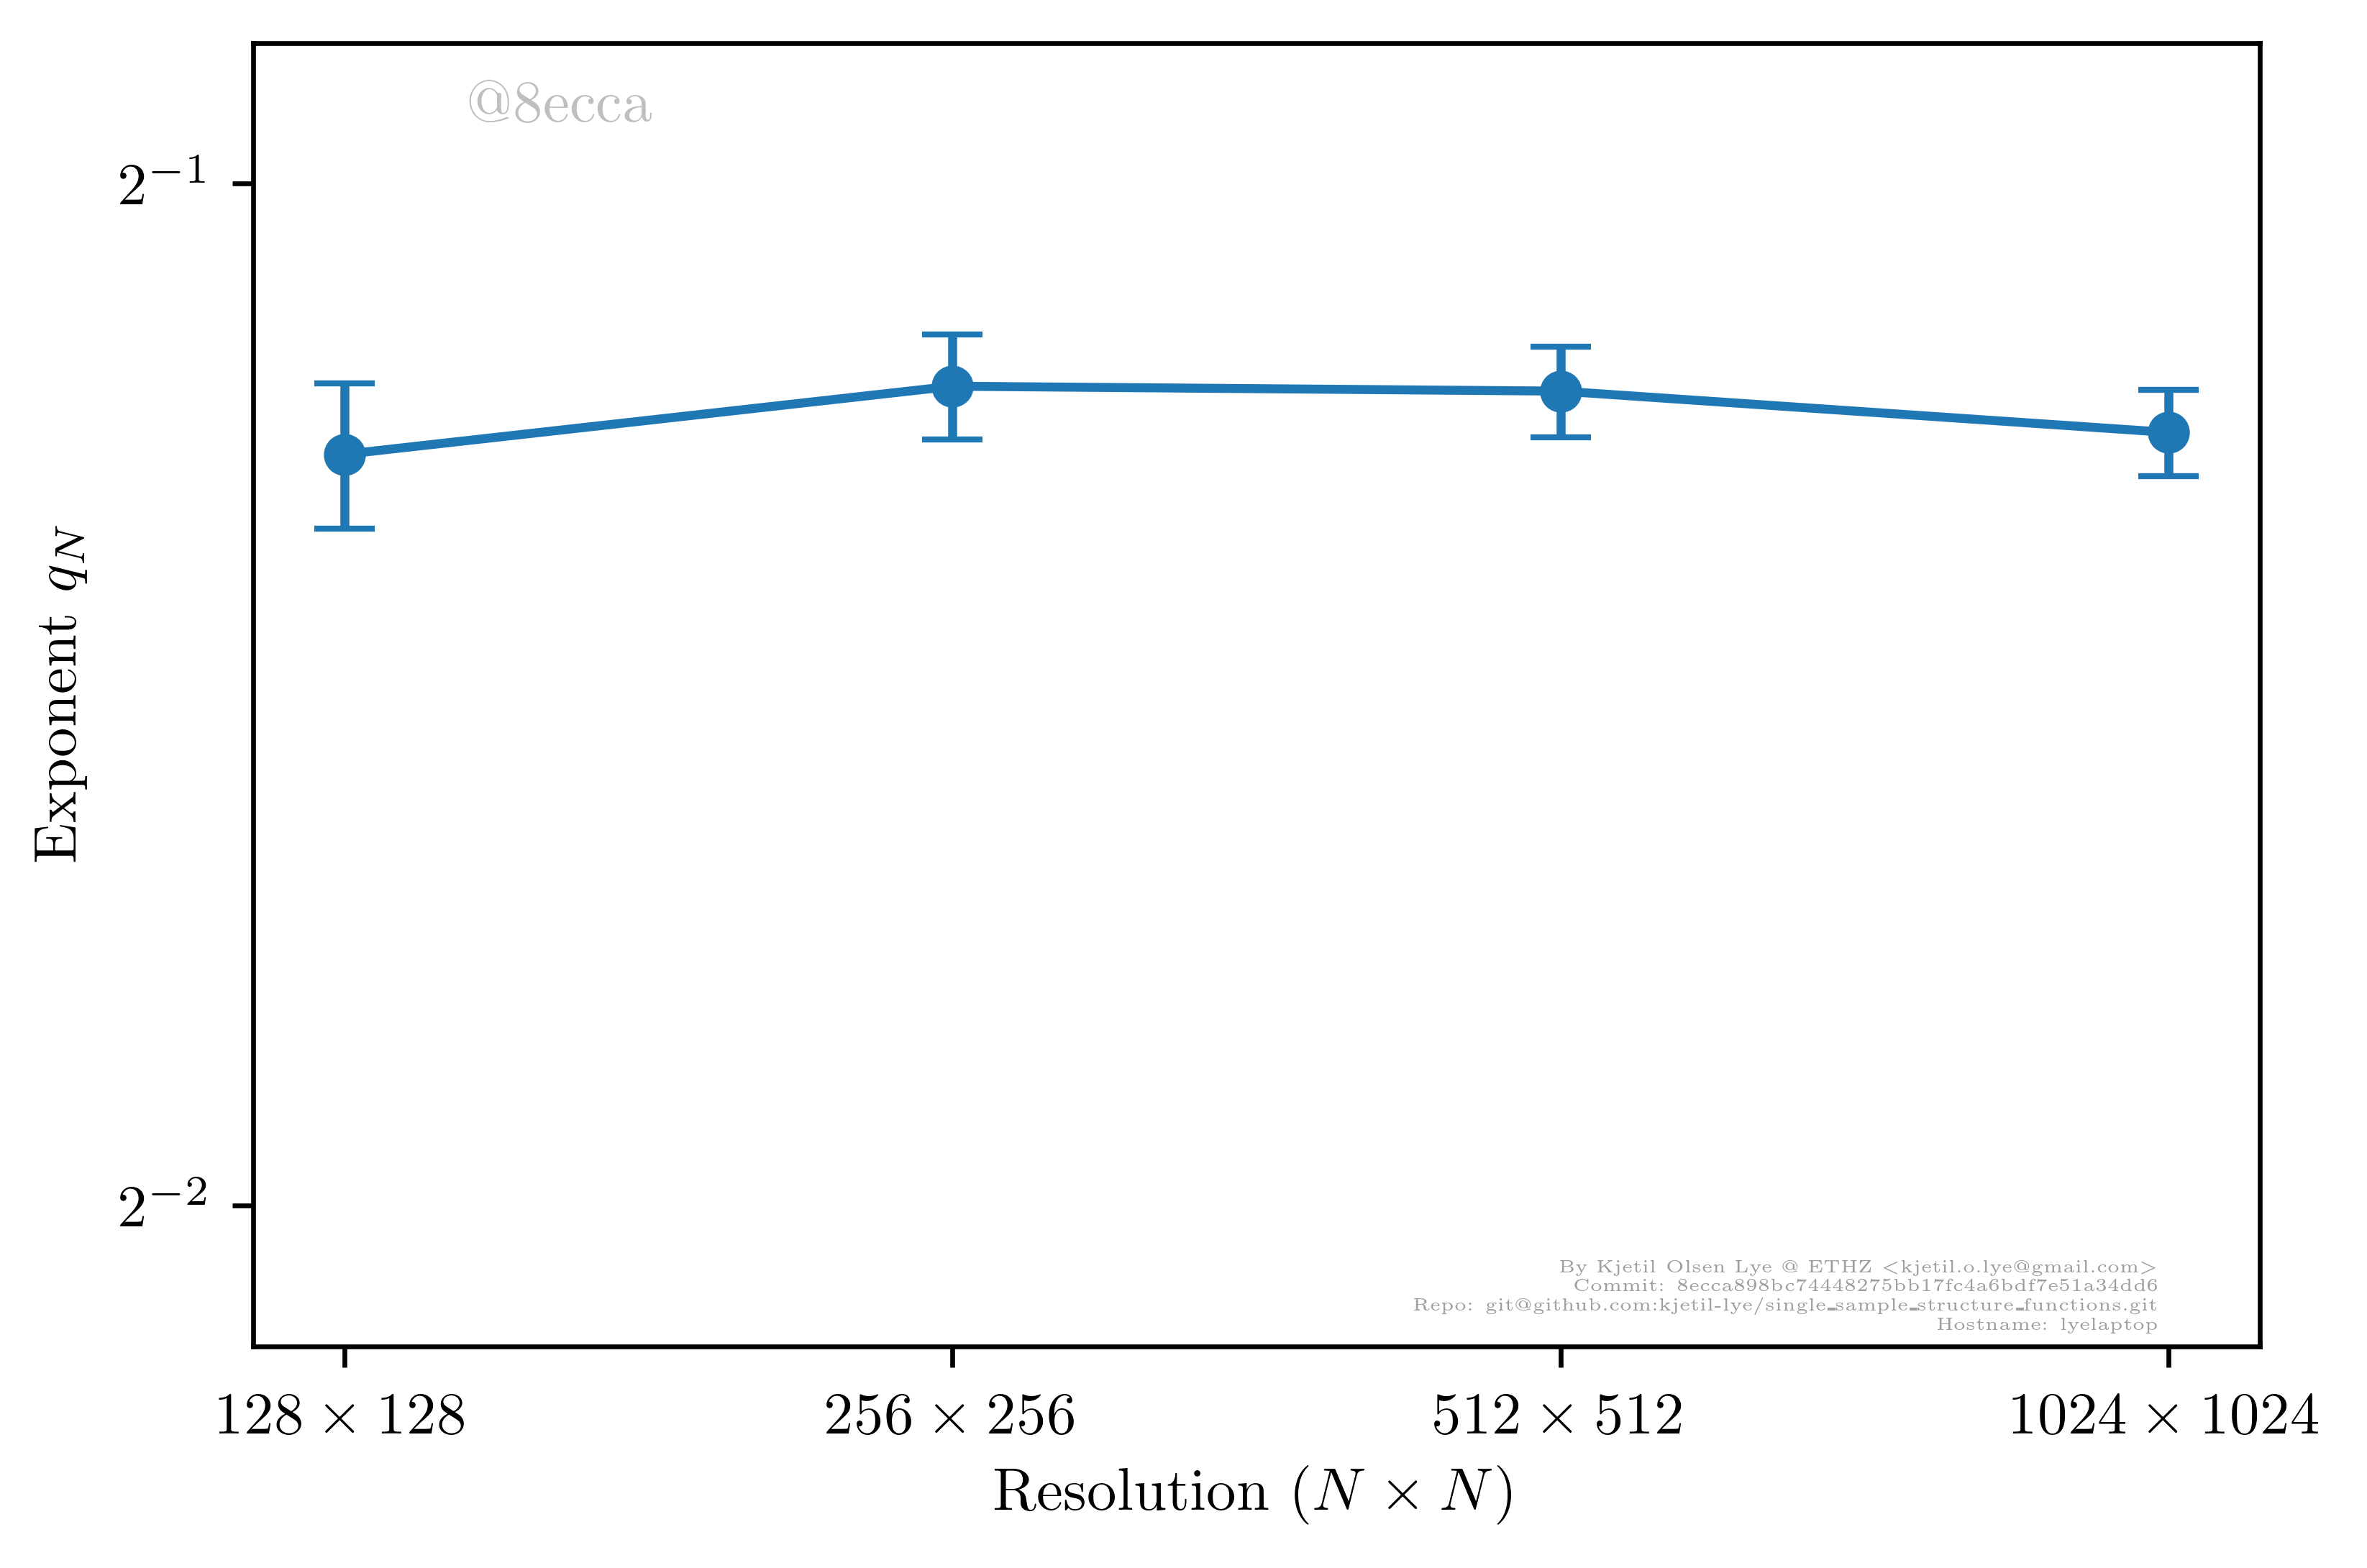 @8ecca
2⁻¹
Exponent q_N
2⁻²
By Kjetil Olsen Lye @ ETHZ <kjetil.o.lye@gmail.com>
Commit: 8ecca898bc74448275bb17fc4a6bdf7e51a34dd6
Repo: git@github.com:kjetil-lye/single_sample_structure_functions.git
Hostname: lyelaptop
128 × 128 256 × 256 512 × 512 1024 × 1024
Resolution (N × N)